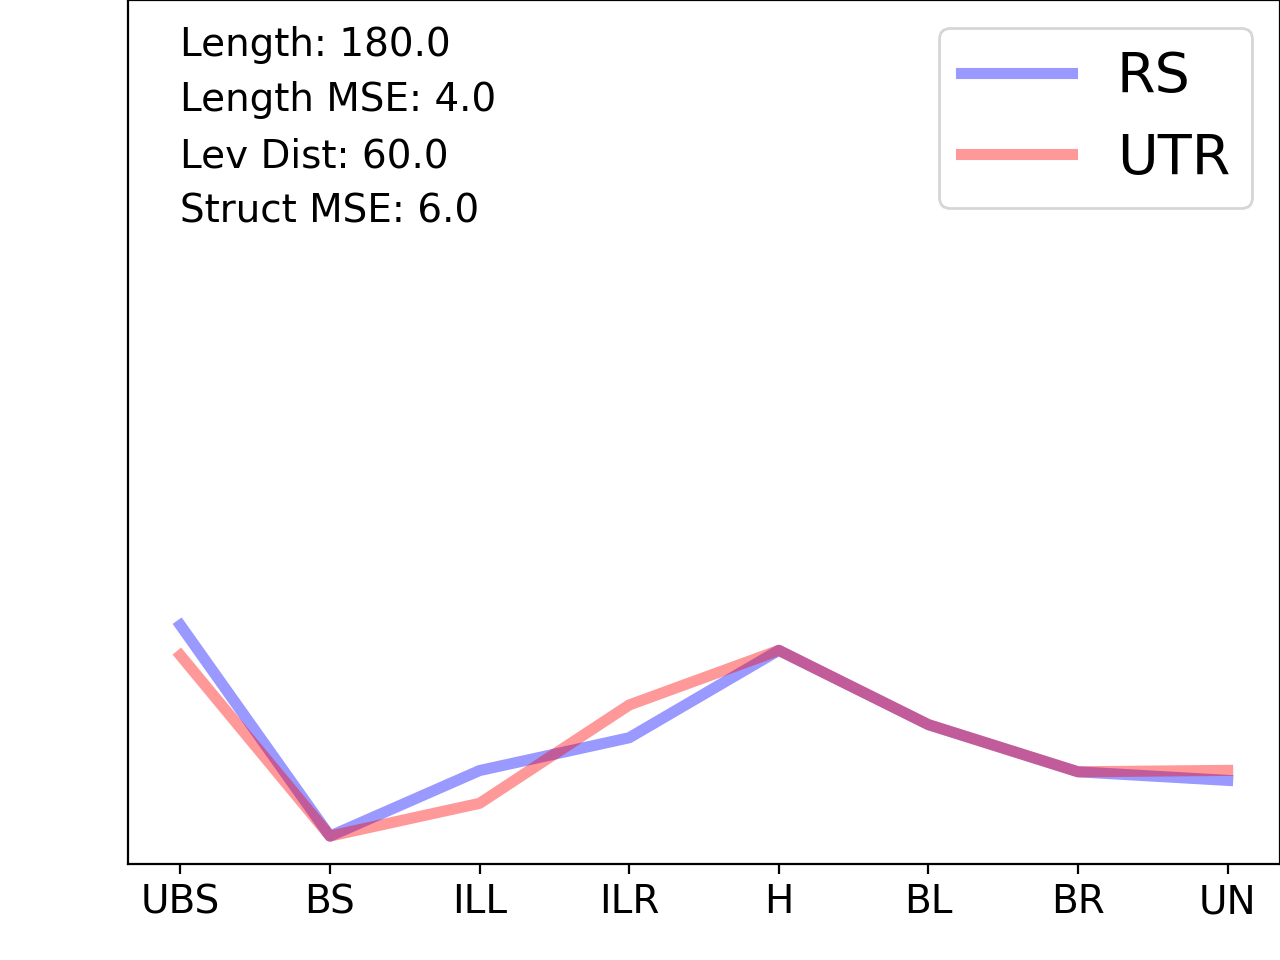 Length: 180.0
Length MSE: 4.0
Lev Dist: 60.0
Struct MSE: 6.0
RS
UTR
UBS BS ILL ILR H BL BR UN